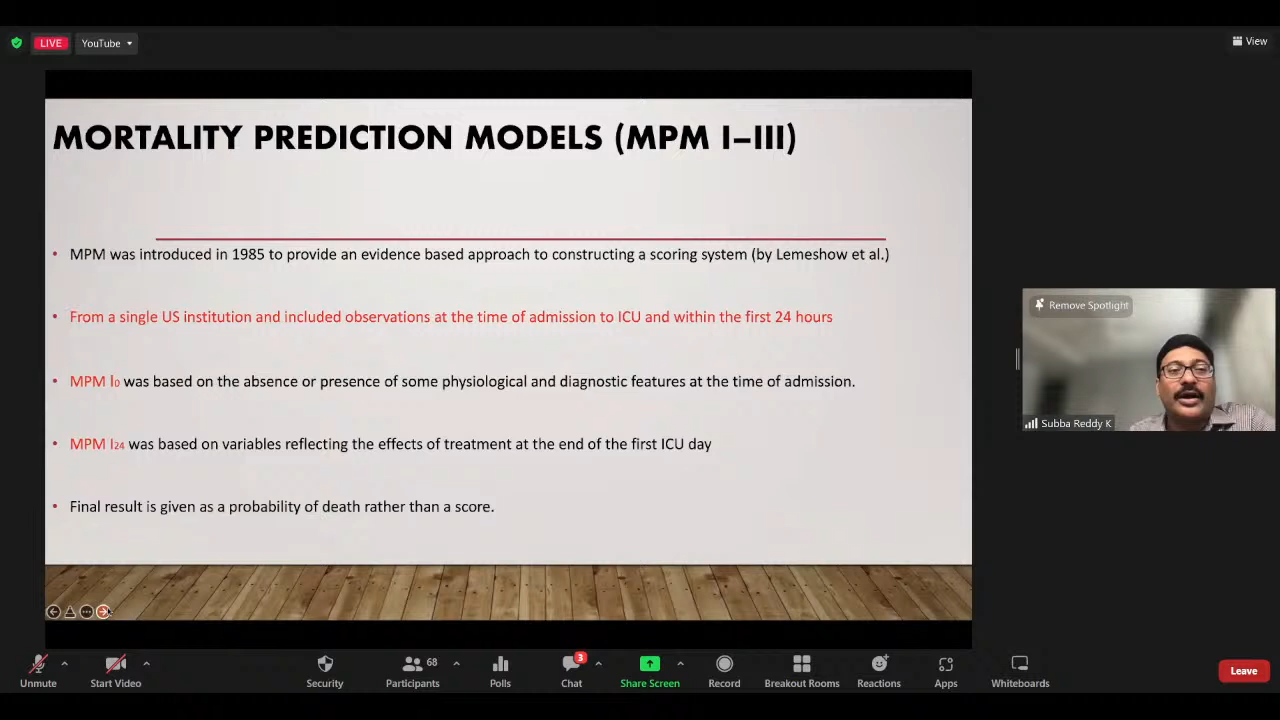 LIVE
YouTube
View
MORTALITY PREDICTION MODELS (MPM I–III)
• MPM was introduced in 1985 to provide an evidence based approach to constructing a scoring system (by Lemeshow et al.)
• From a single US institution and included observations at the time of admission to ICU and within the first 24 hours
• MPM I0 was based on the absence or presence of some physiological and diagnostic features at the time of admission.
• MPM I24 was based on variables reflecting the effects of treatment at the end of the first ICU day
• Final result is given as a probability of death rather than a score.
Remove Spotlight
Subba Reddy K
68
3
Unmute
Start Video
Security
Participants
Polls
Chat
Share Screen
Record
Breakout Rooms
Reactions
Apps
Whiteboards
Leave